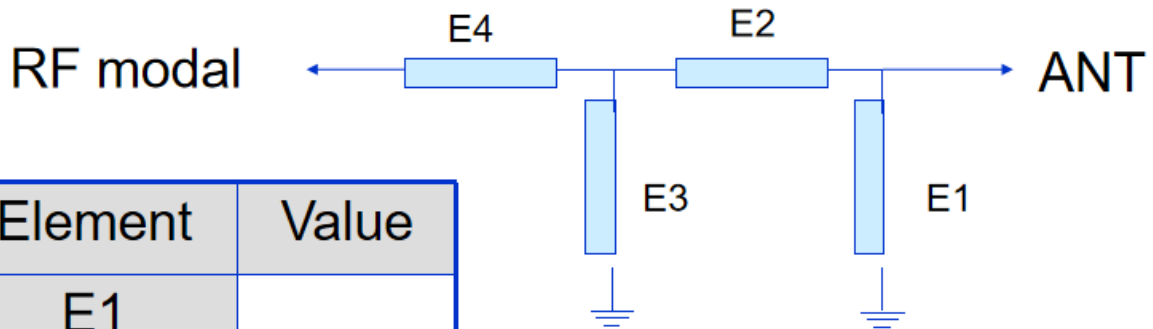 E4
E2
RF modal
ANT
E3
E1
Element
Value
E1